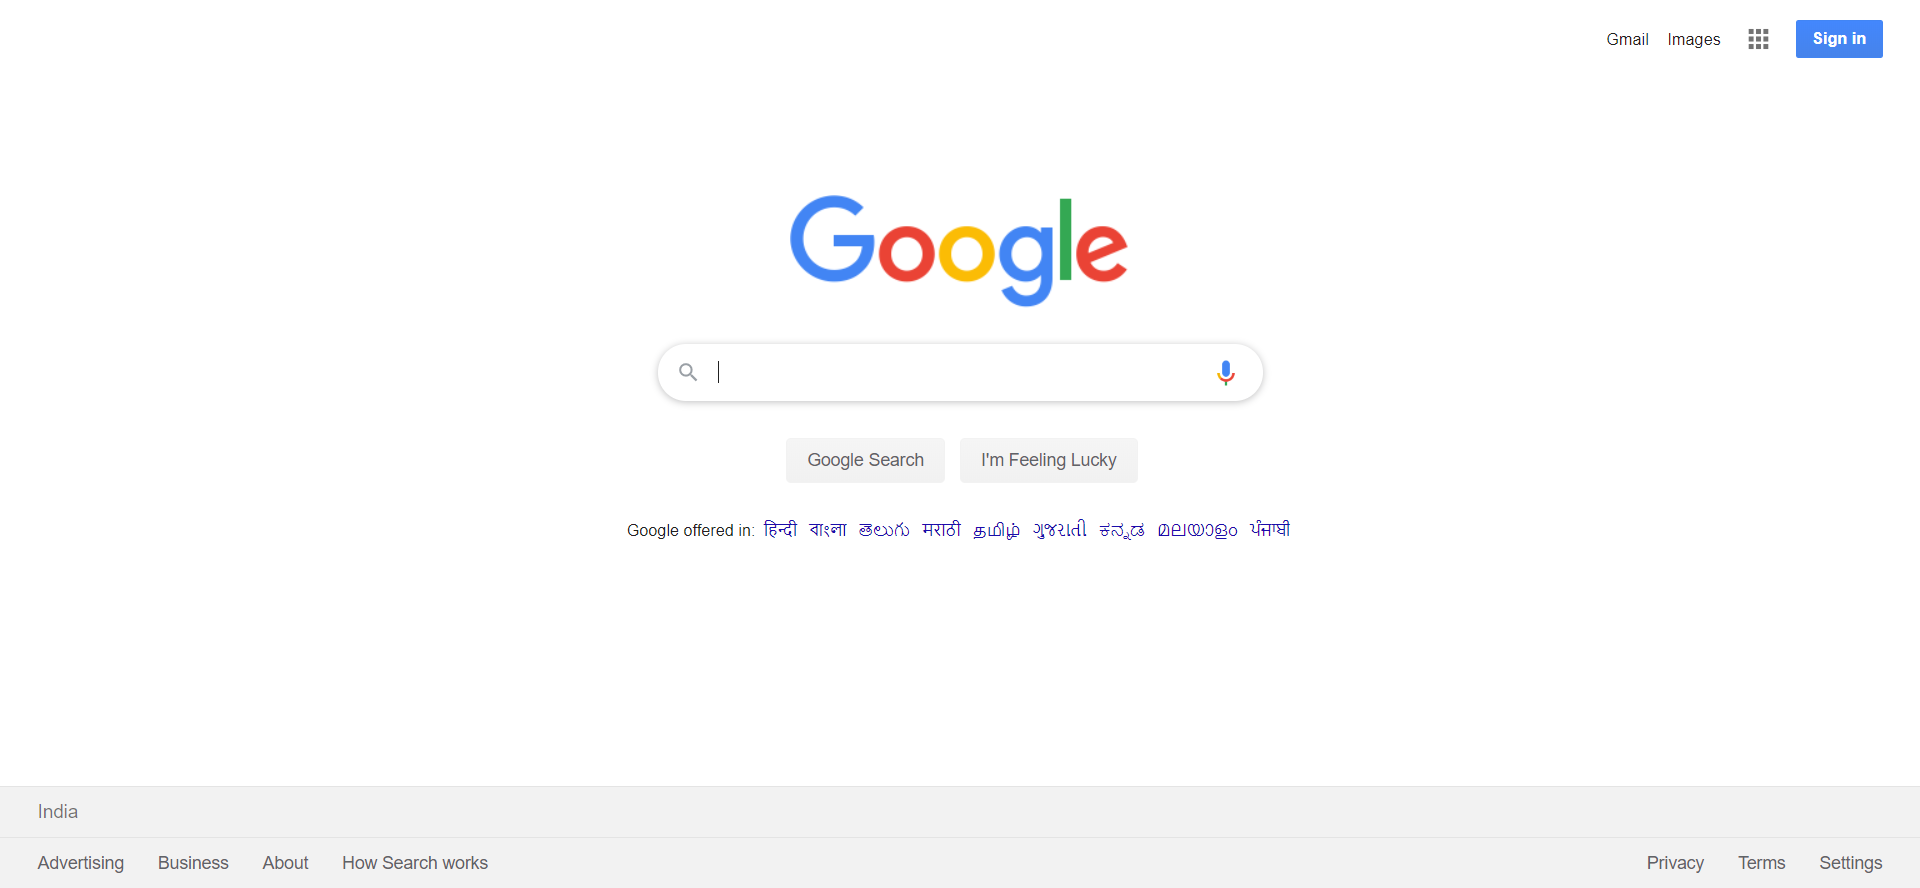 Gmail Images Sign in
Google
Google Search I'm Feeling Lucky
Google offered in: हिन्दी বাংলা తెలుగు मराठी தமிழ் ગુજરાતી ಕನ್ನಡ മലയാളം ਪੰਜਾਬੀ
India
Advertising Business About How Search works Privacy Terms Settings